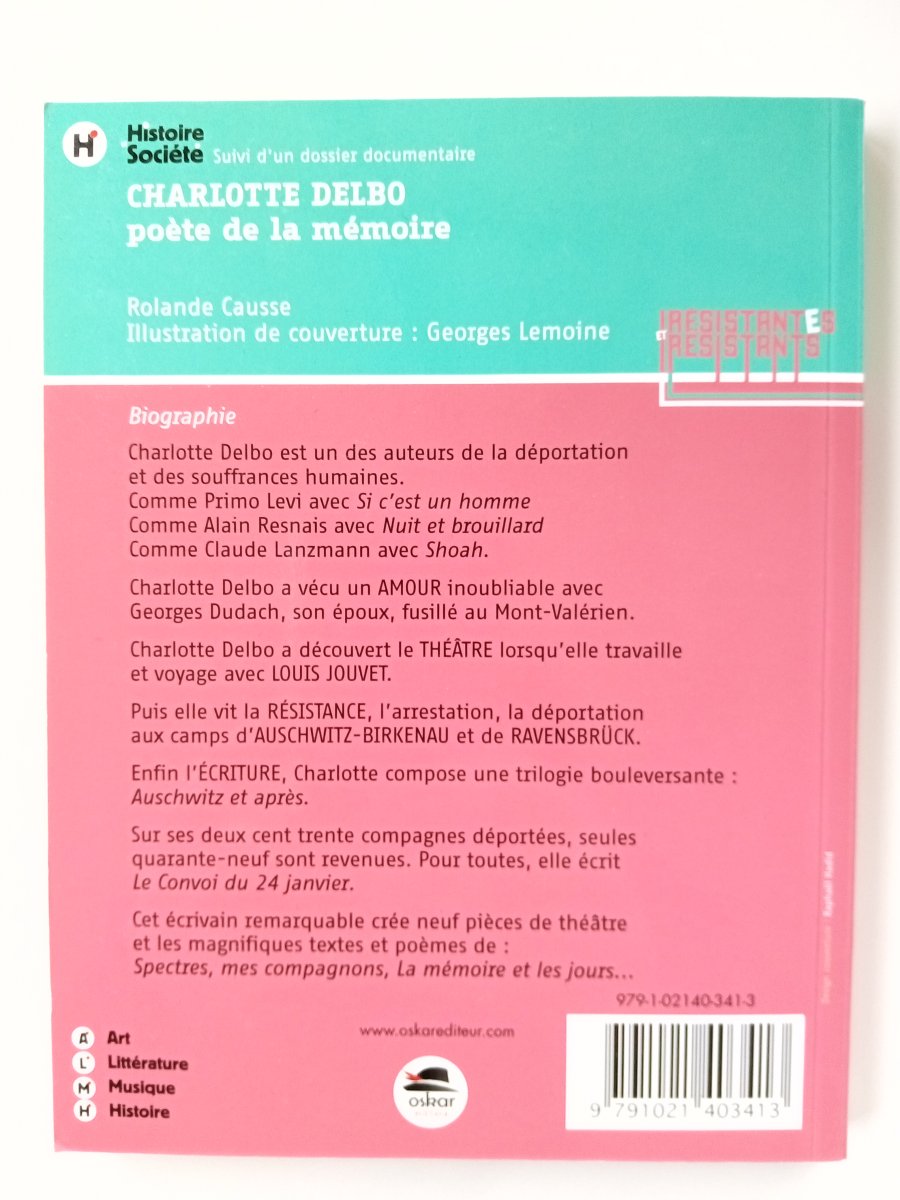 H
Histoire
Société Suivi d'un dossier documentaire
CHARLOTTE DELBO
poète de la mémoire
Rolande Causse
Illustration de couverture : Georges Lemoine
RÉSISTANTES
ET RÉSISTANTS
Biographie
Charlotte Delbo est un des auteurs de la déportation
et des souffrances humaines.
Comme Primo Levi avec Si c'est un homme
Comme Alain Resnais avec Nuit et brouillard
Comme Claude Lanzmann avec Shoah.
Charlotte Delbo a vécu un AMOUR inoubliable avec
Georges Dudach, son époux, fusillé au Mont-Valérien.
Charlotte Delbo a découvert le THÉÂTRE lorsqu'elle travaille
et voyage avec LOUIS JOUVET.
Puis elle vit la RÉSISTANCE, l'arrestation, la déportation
aux camps d'AUSCHWITZ-BIRKENAU et de RAVENSBRÜCK.
Enfin l'ÉCRITURE, Charlotte compose une trilogie bouleversante :
Auschwitz et après.
Sur ses deux cent trente compagnes déportées, seules
quarante-neuf sont revenues. Pour toutes, elle écrit
Le Convoi du 24 janvier.
Cet écrivain remarquable crée neuf pièces de théâtre
et les magnifiques textes et poèmes de :
Spectres, mes compagnons, La mémoire et les jours...
979-1-02140-341-3
A Art
L Littérature
M Musique
H Histoire
www.oskarediteur.com
oskar
9 791021 403413
Raphaël Hadid